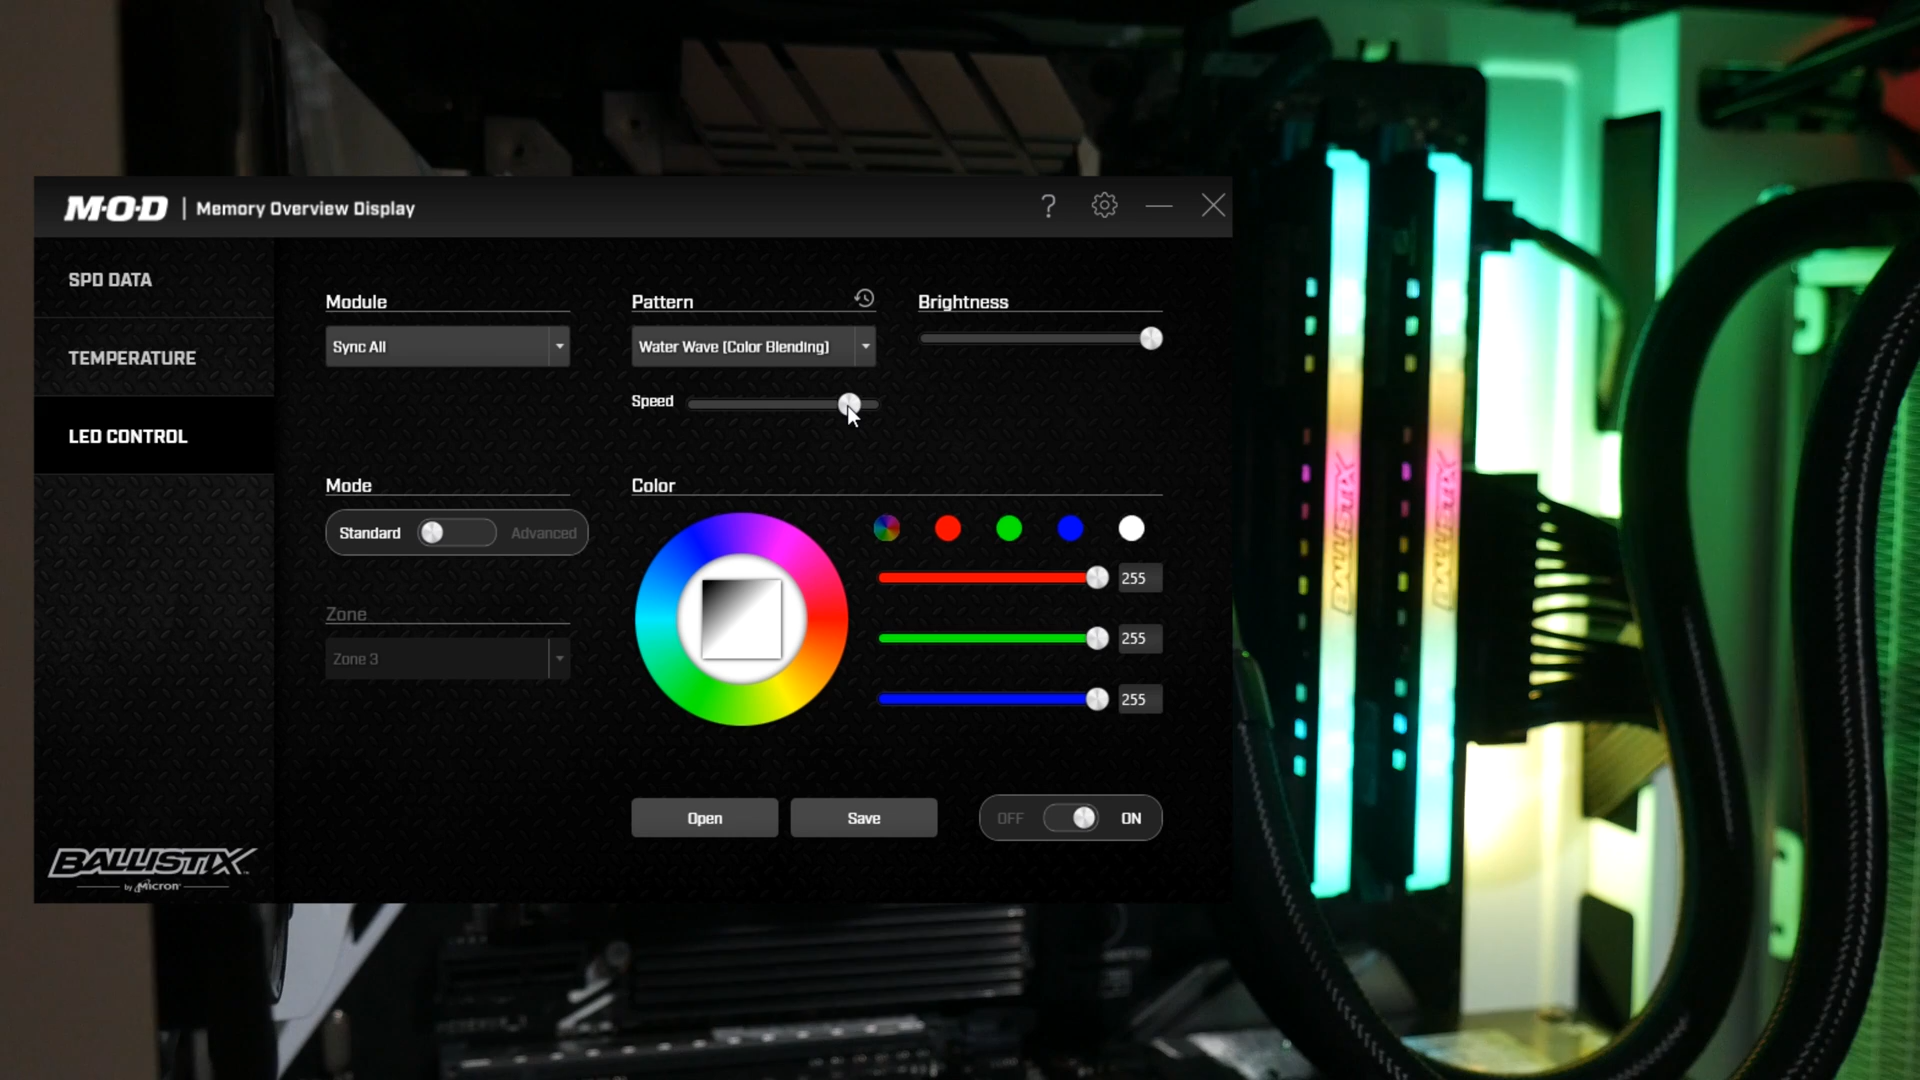 M·O·D | Memory Overview Display
?
SPD DATA
TEMPERATURE
LED CONTROL
Module
Sync All
Pattern
Water Wave (Color Blending)
Speed
Brightness
Mode
Standard
Advanced
Zone
Zone 3
Color
255
255
255
Open
Save
OFF
ON
BALLISTIX
by Micron
BALLISTIX
BALLISTIX